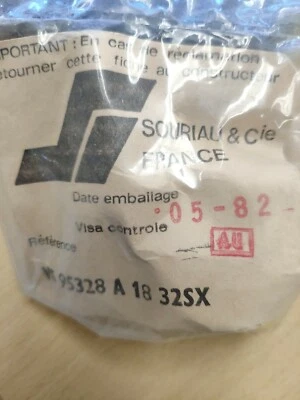 IMPORTANT: En cas de réclamation
retourner cette fiche au constructeur
SOURIAU & Cie
FRANCE
Date emballage
05-82-
Visa controle
AU
Référence
95328 A 18 32SX